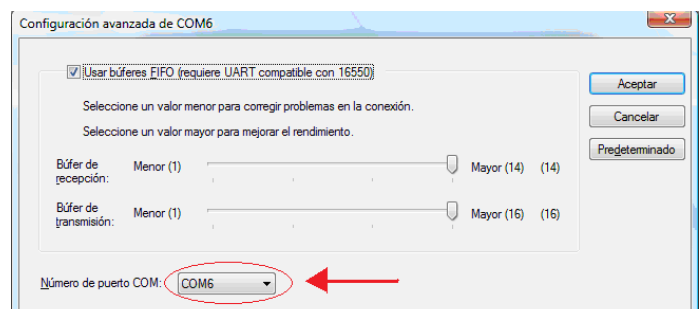 Configuración avanzada de COM6
Usar búferes FIFO (requiere UART compatible con 16550)
Seleccione un valor menor para corregir problemas en la conexión.
Seleccione un valor mayor para mejorar el rendimiento.
Búfer de recepción: Menor (1) Mayor (14) (14)
Búfer de transmisión: Menor (1) Mayor (16) (16)
Número de puerto COM: COM6
Aceptar
Cancelar
Predeterminado